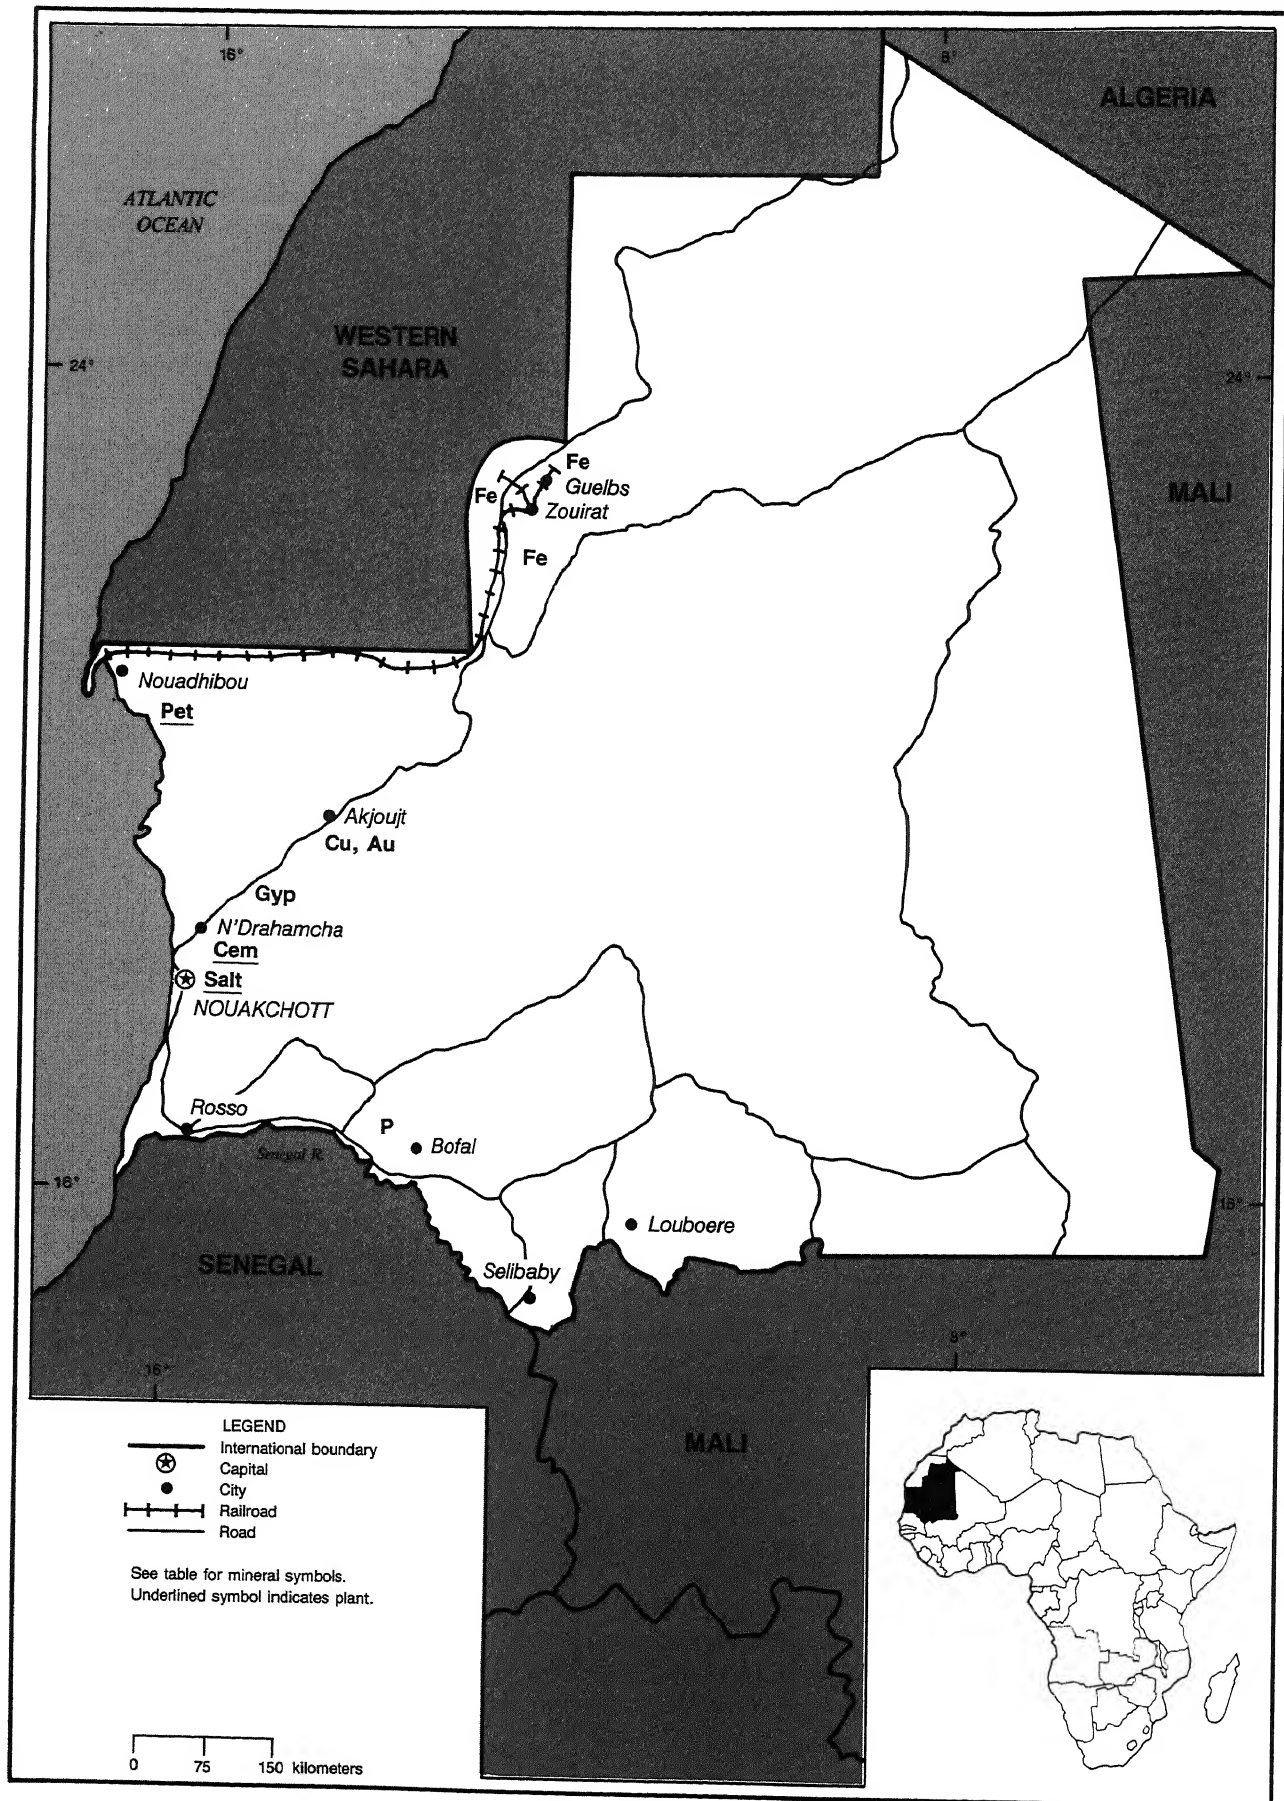 16°
8°
ALGERIA
ATLANTIC
OCEAN
WESTERN
SAHARA
24°
24°
Fe
Guelbs
Fe
Zouirat
MALI
Fe
Nouadhibou
Pet
Akjoujt
Cu, Au
Gyp
N'Drahamcha
Cem
Salt
NOUAKCHOTT
Rosso
P
Bofal
Senegal R.
16°
16°
Louboere
SENEGAL
Selibaby
16°
8°
MALI
LEGEND
International boundary
Capital
City
Railroad
Road
See table for mineral symbols.
Underlined symbol indicates plant.
0 75 150 kilometers